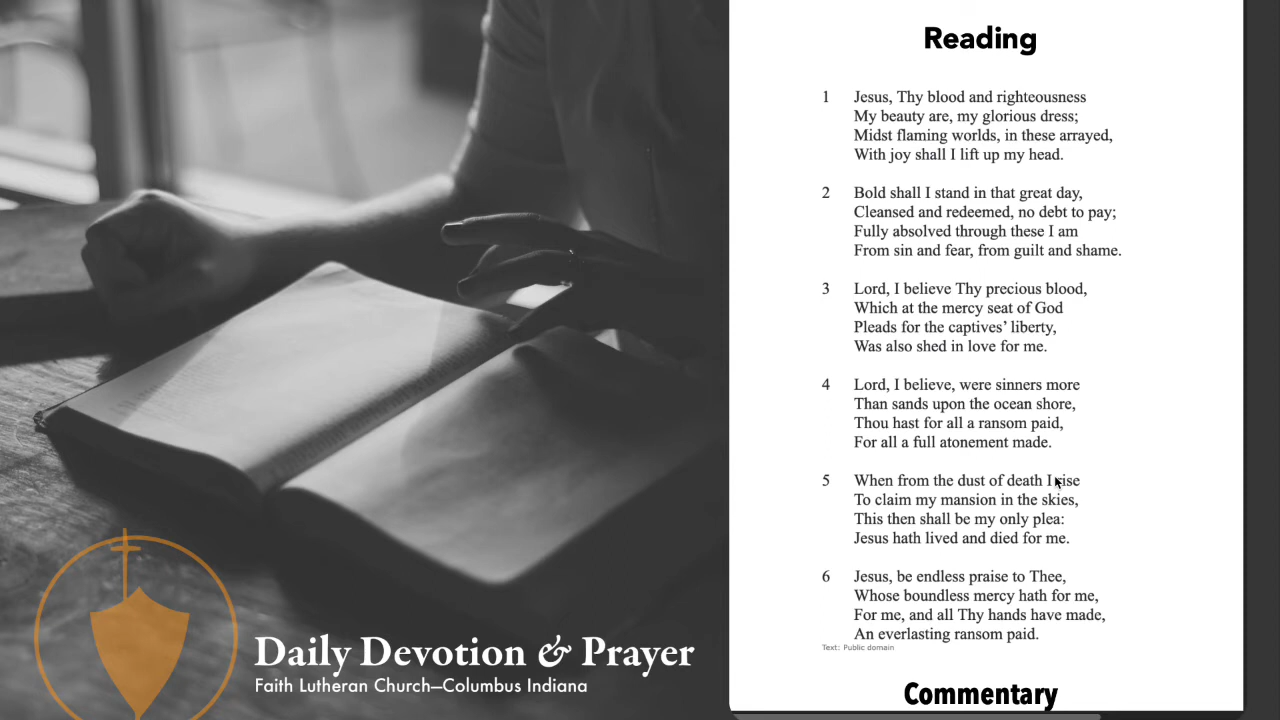 Reading
1 Jesus, Thy blood and righteousness
My beauty are, my glorious dress;
Midst flaming worlds, in these arrayed,
With joy shall I lift up my head.
2 Bold shall I stand in that great day,
Cleansed and redeemed, no debt to pay;
Fully absolved through these I am
From sin and fear, from guilt and shame.
3 Lord, I believe Thy precious blood,
Which at the mercy seat of God
Pleads for the captives’ liberty,
Was also shed in love for me.
4 Lord, I believe, were sinners more
Than sands upon the ocean shore,
Thou hast for all a ransom paid,
For all a full atonement made.
5 When from the dust of death I rise
To claim my mansion in the skies,
This then shall be my only plea:
Jesus hath lived and died for me.
6 Jesus, be endless praise to Thee,
Whose boundless mercy hath for me,
For me, and all Thy hands have made,
An everlasting ransom paid.
Text: Public domain
Commentary
Daily Devotion & Prayer
Faith Lutheran Church—Columbus Indiana